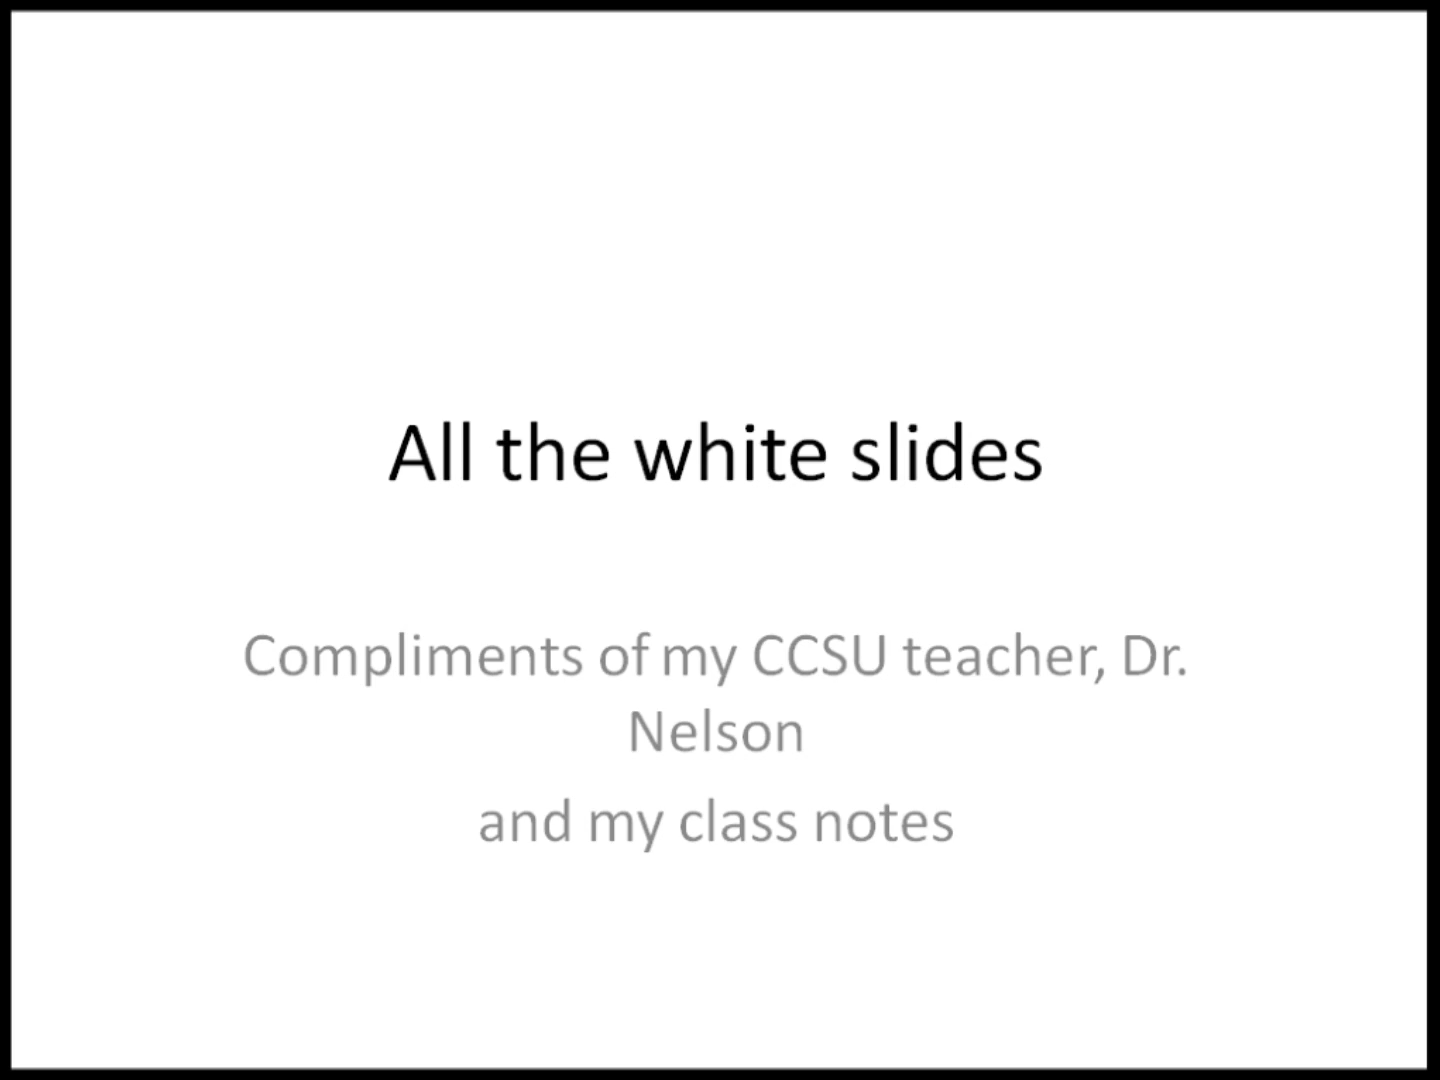 All the white slides
Compliments of my CCSU teacher, Dr.
Nelson
and my class notes